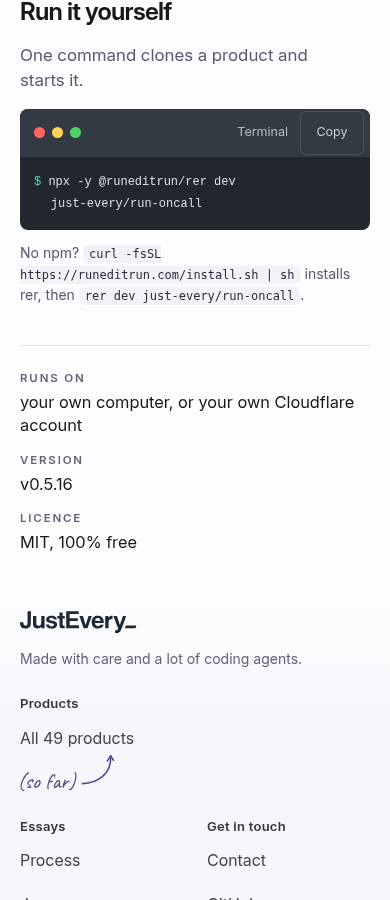 Run it yourself
One command clones a product and
starts it.
Terminal
Copy
$ npx -y @runeditrun/rer dev
just-every/run-oncall
No npm? curl -fsSL
https://runeditrun.com/install.sh | sh installs
rer, then rer dev just-every/run-oncall.
RUNS ON
your own computer, or your own Cloudflare
account
VERSION
v0.5.16
LICENCE
MIT, 100% free
JustEvery_
Made with care and a lot of coding agents.
Products
All 49 products
(so far)
Essays
Get in touch
Process
Contact